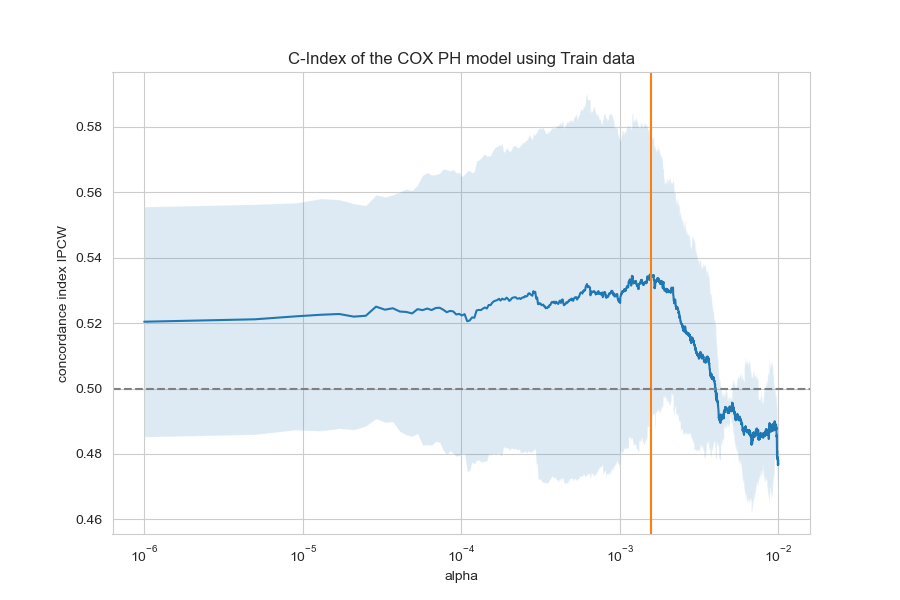 C-Index of the COX PH model using Train data
concordance index IPCW
0.58
0.56
0.54
0.52
0.50
0.48
0.46
10⁻⁶ 10⁻⁵ 10⁻⁴ 10⁻³ 10⁻²
alpha